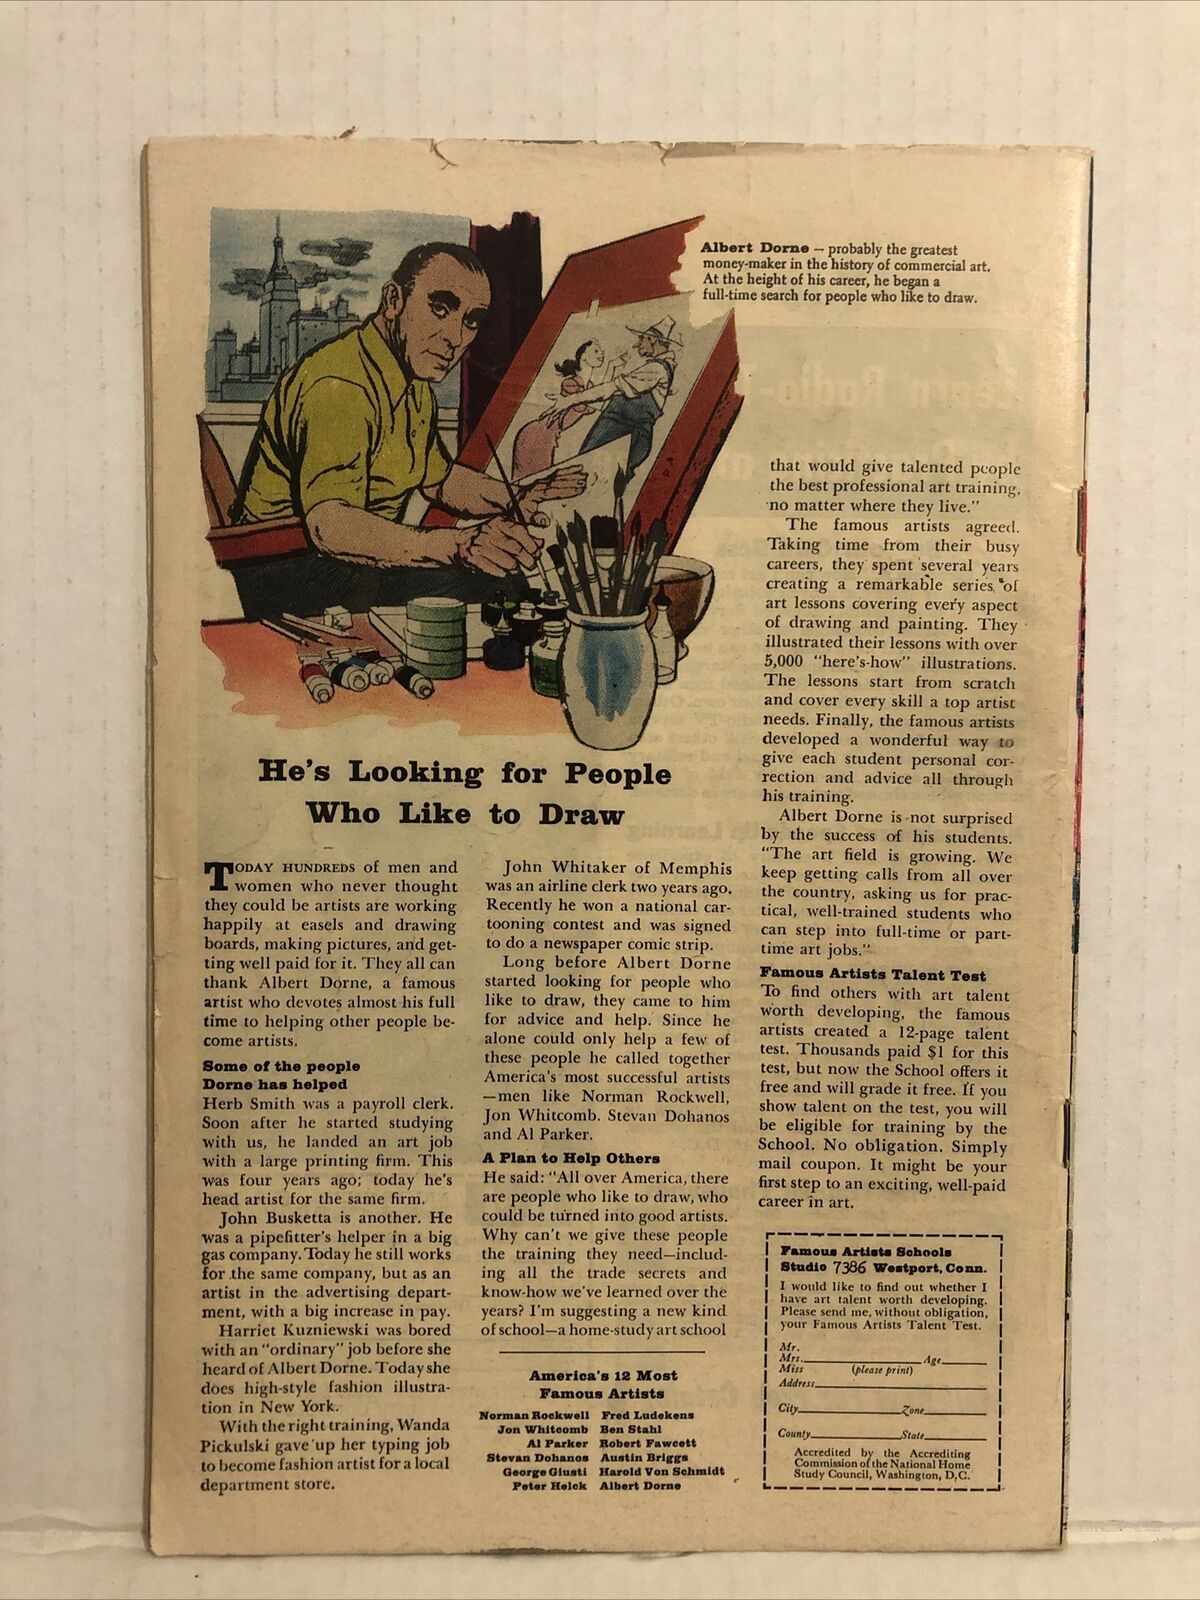 Albert Dorne — probably the greatest
money-maker in the history of commercial art.
At the height of his career, he began a
full-time search for people who like to draw.
He's Looking for People
Who Like to Draw
TODAY HUNDREDS of men and
women who never thought
they could be artists are working
happily at easels and drawing
boards, making pictures, and get-
ting well paid for it. They all can
thank Albert Dorne, a famous
artist who devotes almost his full
time to helping other people be-
come artists.
Some of the people
Dorne has helped
Herb Smith was a payroll clerk.
Soon after he started studying
with us, he landed an art job
with a large printing firm. This
was four years ago; today he's
head artist for the same firm.
John Busketta is another. He
was a pipefitter's helper in a big
gas company. Today he still works
for the same company, but as an
artist in the advertising depart-
ment, with a big increase in pay.
Harriet Kuzniewski was bored
with an "ordinary" job before she
heard of Albert Dorne. Today she
does high-style fashion illustra-
tion in New York.
With the right training, Wanda
Pickulski gave up her typing job
to become fashion artist for a local
department store.
John Whitaker of Memphis
was an airline clerk two years ago.
Recently he won a national car-
tooning contest and was signed
to do a newspaper comic strip.
Long before Albert Dorne
started looking for people who
like to draw, they came to him
for advice and help. Since he
alone could only help a few of
these people he called together
America's most successful artists
—men like Norman Rockwell,
Jon Whitcomb. Stevan Dohanos
and Al Parker.
A Plan to Help Others
He said: "All over America, there
are people who like to draw, who
could be turned into good artists.
Why can't we give these people
the training they need—includ-
ing all the trade secrets and
know-how we've learned over the
years? I'm suggesting a new kind
of school—a home-study art school
America's 12 Most
Famous Artists
Norman Rockwell Fred Ludekens
Jon Whitcomb Ben Stahl
Al Parker Robert Fawcett
Stevan Dohanos Austin Briggs
George Giusti Harold Von Schmidt
Peter Helck Albert Dorne
that would give talented people
the best professional art training,
no matter where they live."
The famous artists agreed.
Taking time from their busy
careers, they spent several years
creating a remarkable series of
art lessons covering every aspect
of drawing and painting. They
illustrated their lessons with over
5,000 "here's-how" illustrations.
The lessons start from scratch
and cover every skill a top artist
needs. Finally, the famous artists
developed a wonderful way to
give each student personal cor-
rection and advice all through
his training.
Albert Dorne is not surprised
by the success of his students.
"The art field is growing. We
keep getting calls from all over
the country, asking us for prac-
tical, well-trained students who
can step into full-time or part-
time art jobs."
Famous Artists Talent Test
To find others with art talent
worth developing, the famous
artists created a 12-page talent
test. Thousands paid $1 for this
test, but now the School offers it
free and will grade it free. If you
show talent on the test, you will
be eligible for training by the
School. No obligation. Simply
mail coupon. It might be your
first step to an exciting, well-paid
career in art.
Famous Artists Schools
Studio 7386 Westport, Conn.
I would like to find out whether I
have art talent worth developing.
Please send me, without obligation,
your Famous Artists Talent Test.
Mr.
Mrs. Age
Miss (please print)
Address
City Zone
County State
Accredited by the Accrediting
Commission of the National Home
Study Council, Washington, D.C.